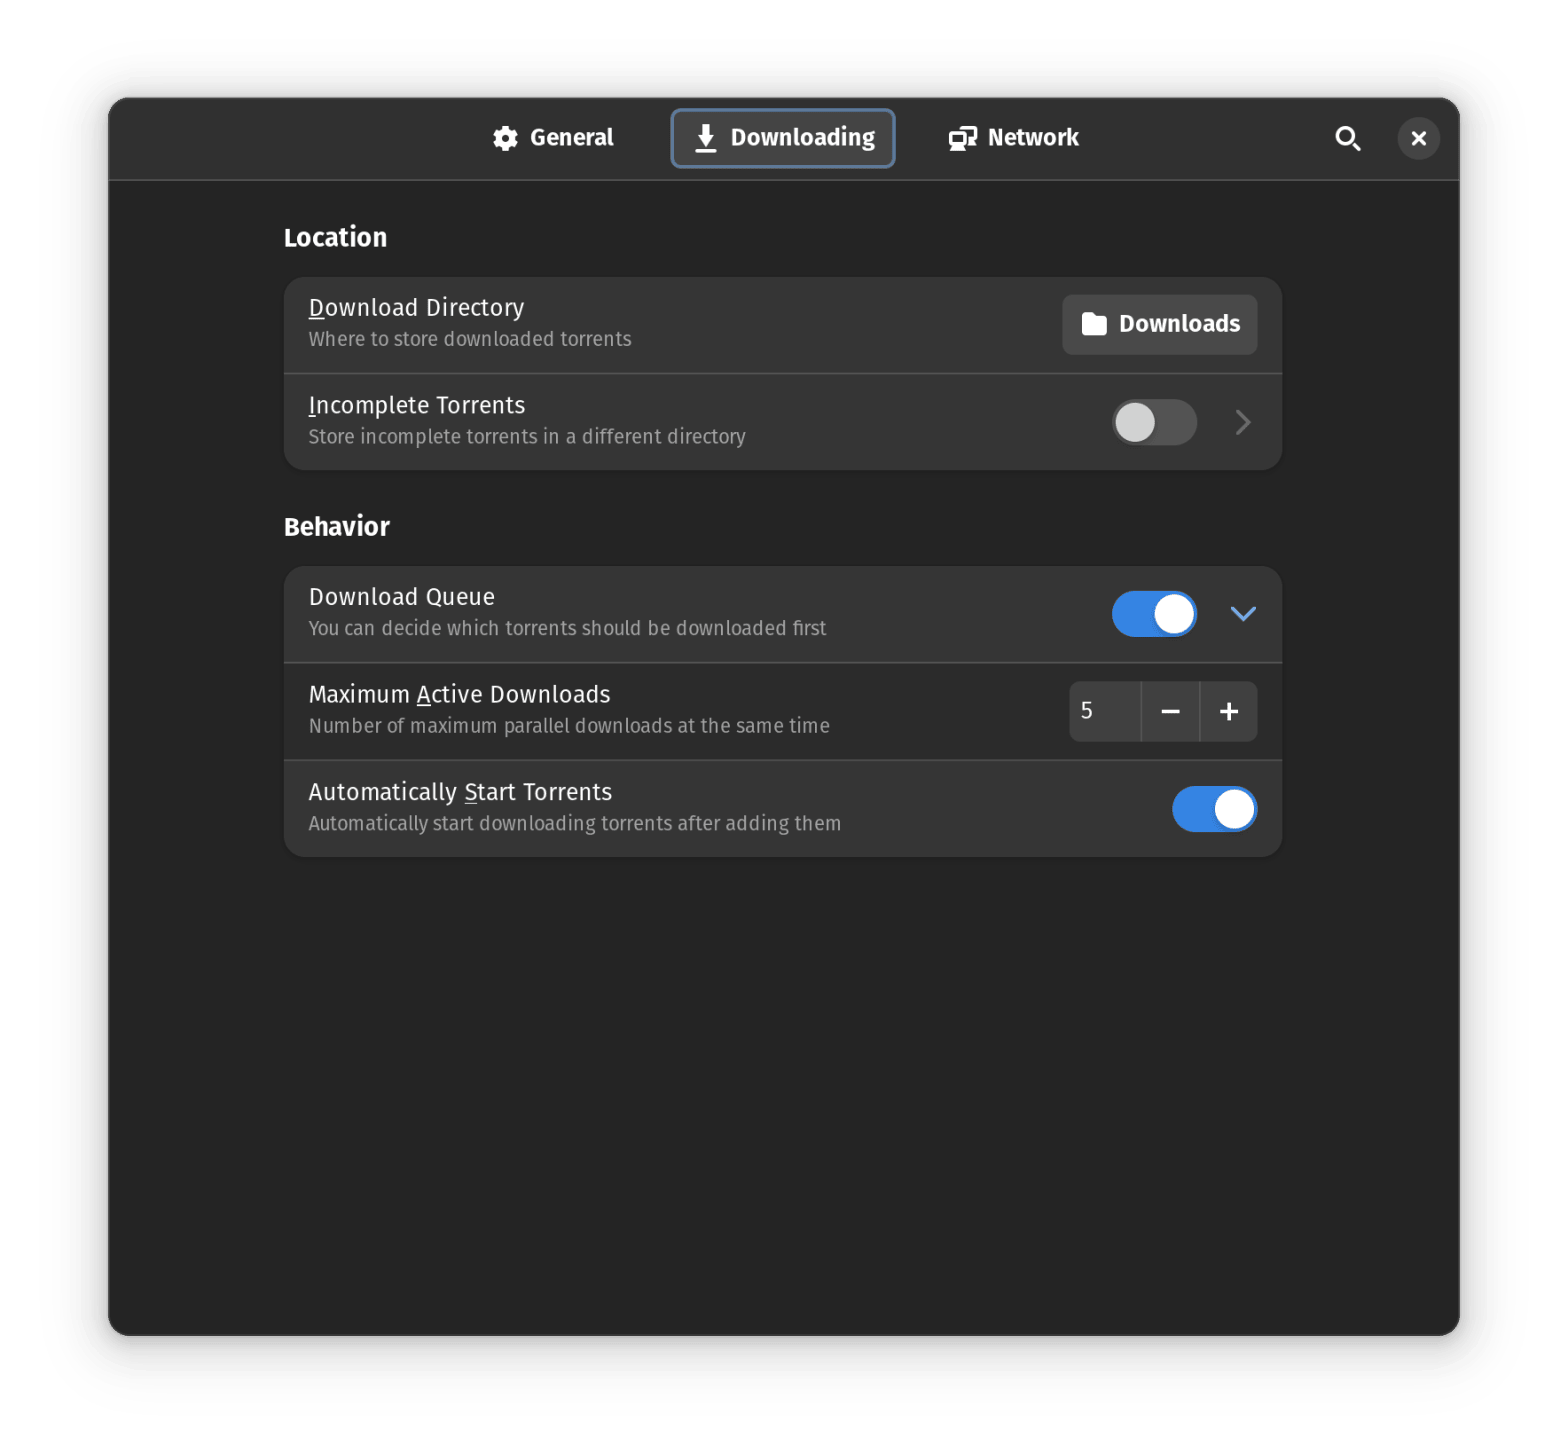 General
Downloading
Network
Location
Download Directory
Where to store downloaded torrents
Downloads
Incomplete Torrents
Store incomplete torrents in a different directory
Behavior
Download Queue
You can decide which torrents should be downloaded first
Maximum Active Downloads
Number of maximum parallel downloads at the same time
5
Automatically Start Torrents
Automatically start downloading torrents after adding them